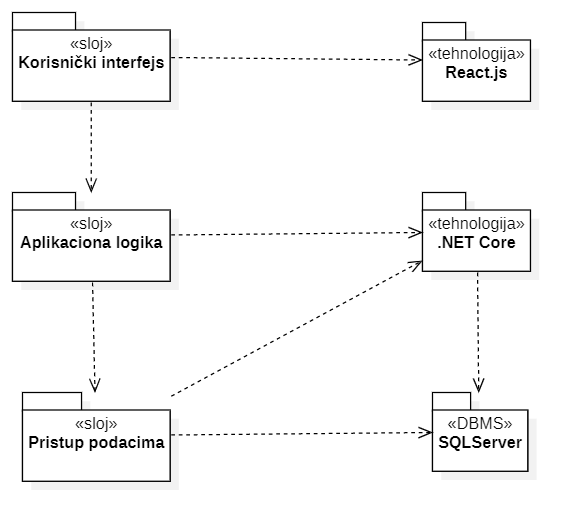 «sloj»
Korisnički interfejs
«tehnologija»
React.js
«sloj»
Aplikaciona logika
«tehnologija»
.NET Core
«sloj»
Pristup podacima
«DBMS»
SQLServer